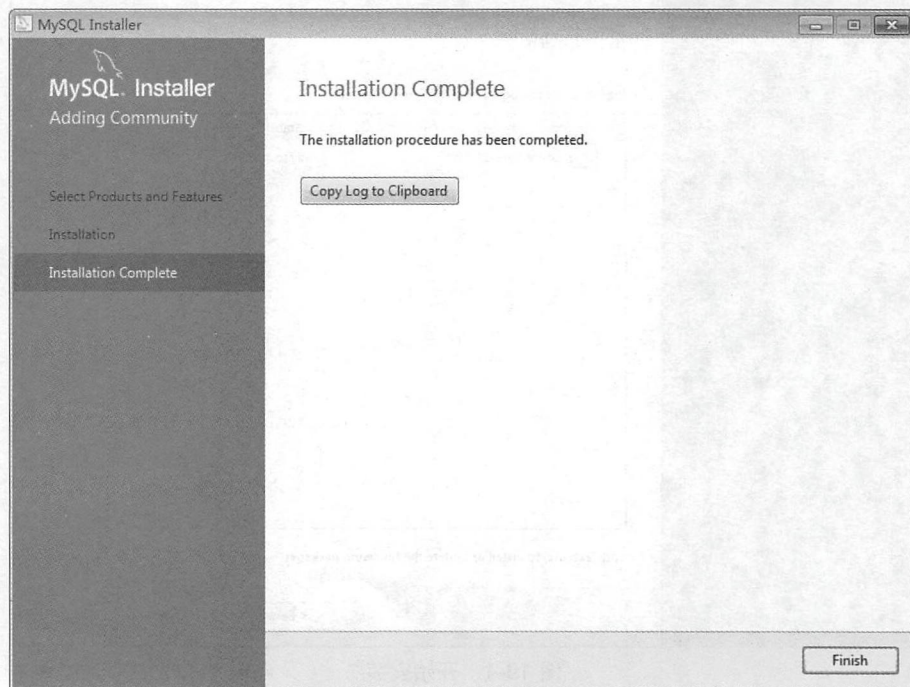 MySQL Installer
MySQL. Installer
Adding Community
Select Products and Features
Installation
Installation Complete
Installation Complete
The installation procedure has been completed.
Copy Log to Clipboard
Finish